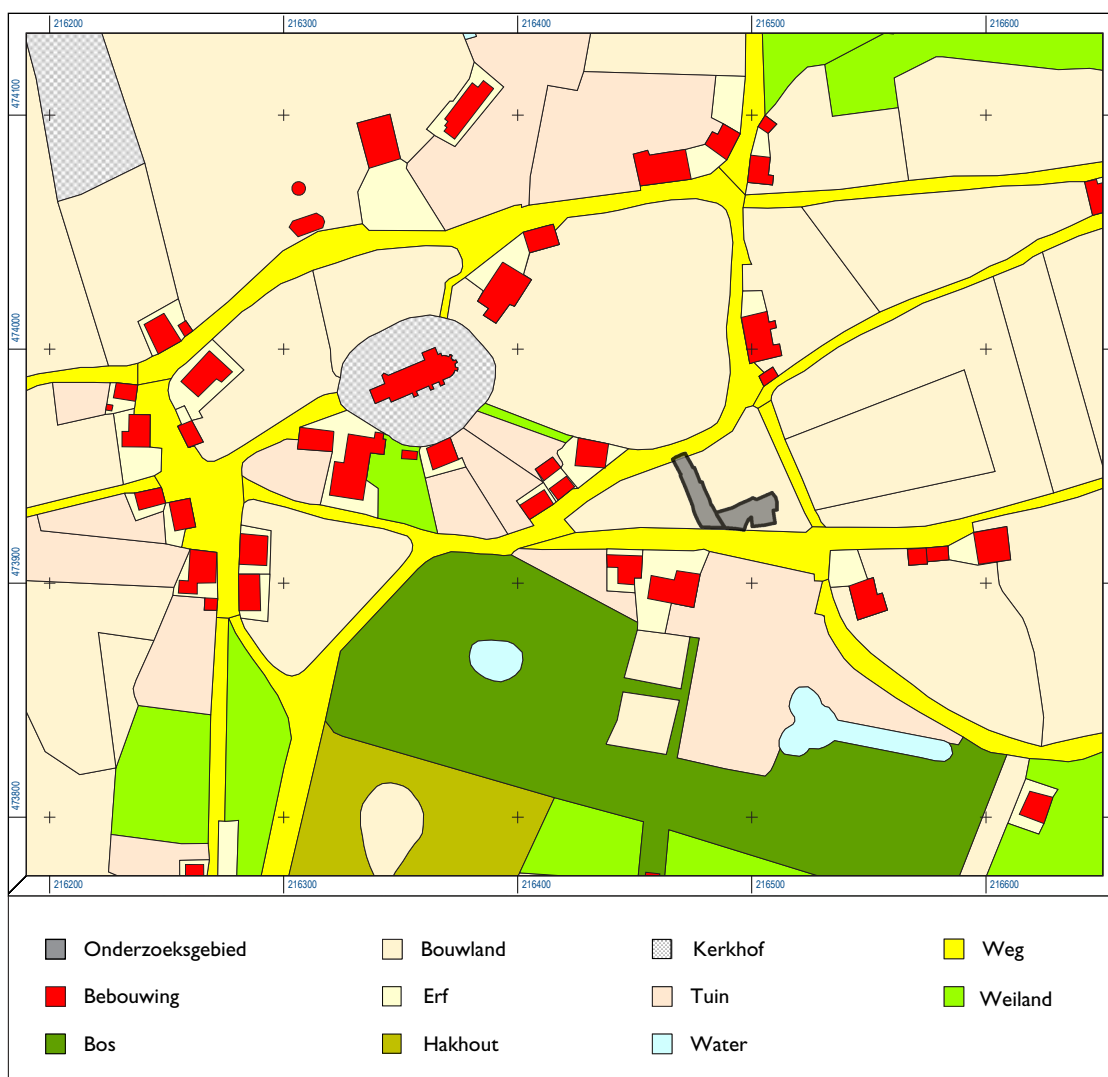 216200 216300 216400 216500 216600
474100
474000
473900
473800
216200 216300 216400 216500 216600
Onderzoeksgebied Bouwland Kerkhof Weg
Bebouwing Erf Tuin Weiland
Bos Hakhout Water